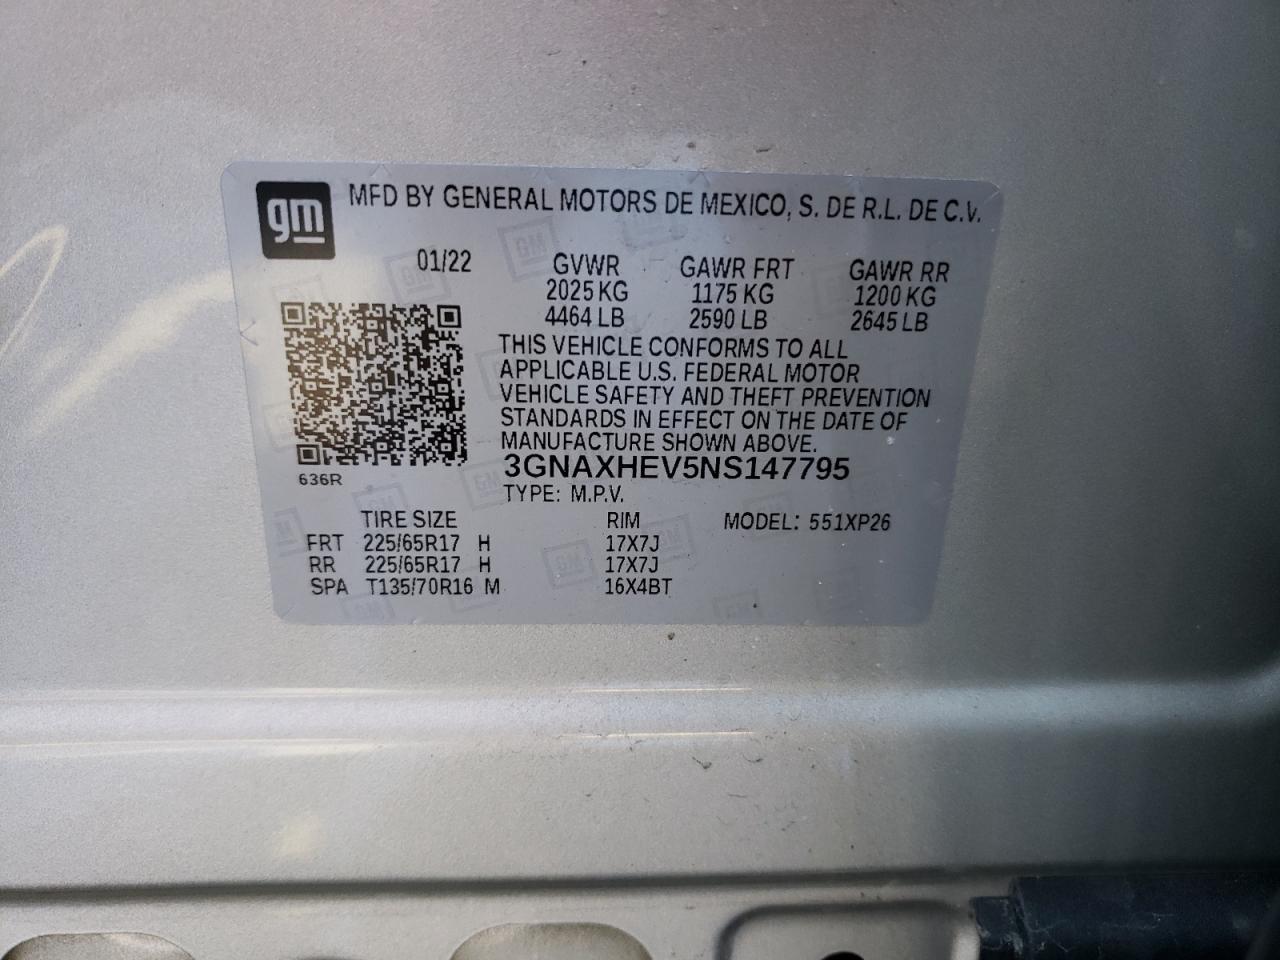 gm
MFD BY GENERAL MOTORS DE MEXICO, S. DE R.L. DE C.V.
01/22 GVWR GAWR FRT GAWR RR
2025 KG 1175 KG 1200 KG
4464 LB 2590 LB 2645 LB
THIS VEHICLE CONFORMS TO ALL
APPLICABLE U.S. FEDERAL MOTOR
VEHICLE SAFETY AND THEFT PREVENTION
STANDARDS IN EFFECT ON THE DATE OF
MANUFACTURE SHOWN ABOVE.
3GNAXHEV5NS147795
636R
TYPE: M.P.V.
TIRE SIZE RIM MODEL: 551XP26
FRT 225/65R17 H 17X7J
RR 225/65R17 H 17X7J
SPA T135/70R16 M 16X4BT